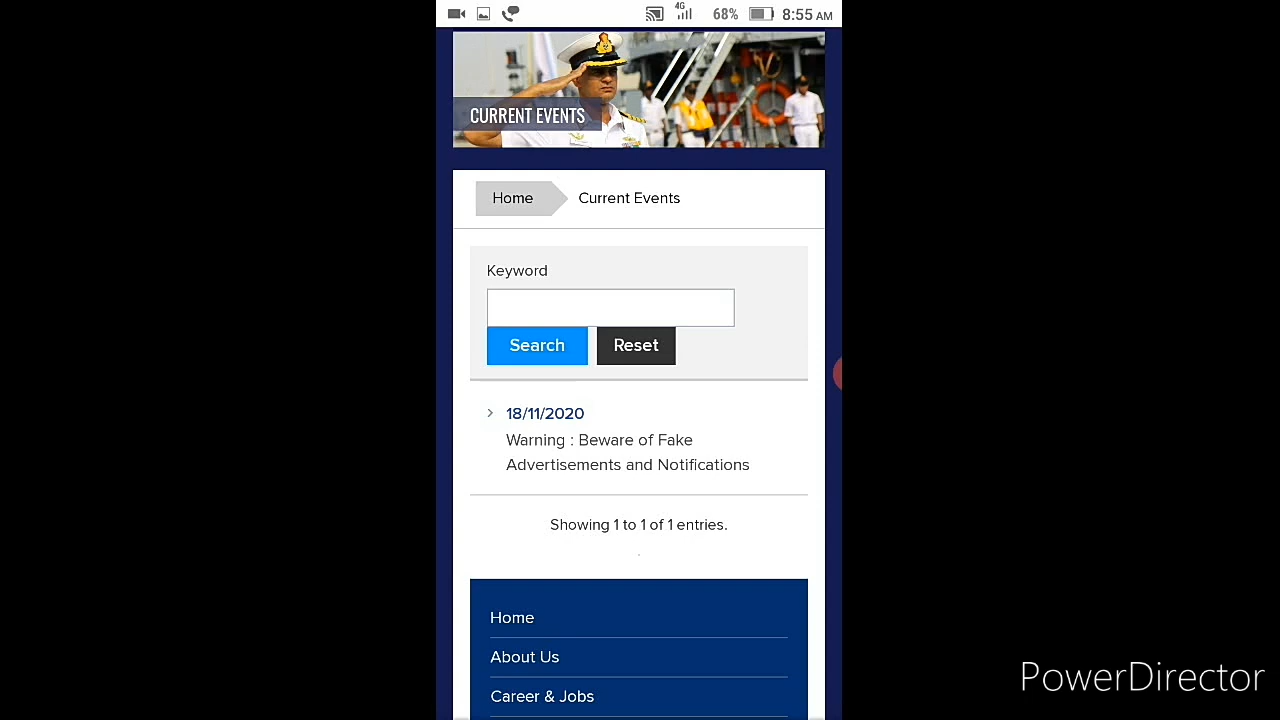 4G
68%
8:55 AM
CURRENT EVENTS
Home
Current Events
Keyword
Search
Reset
18/11/2020
Warning : Beware of Fake
Advertisements and Notifications
Showing 1 to 1 of 1 entries.
Home
About Us
Career & Jobs
PowerDirector